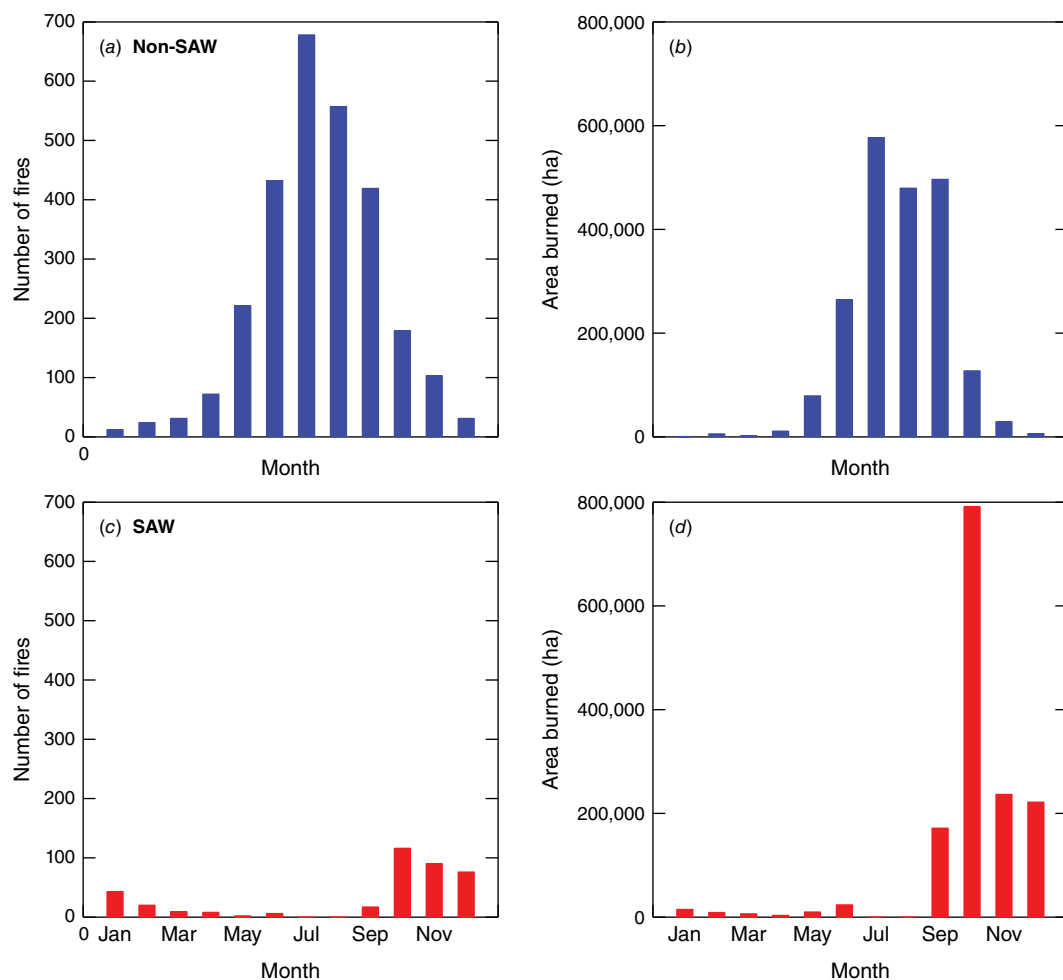 (a) Non-SAW
700
600
500
400
300
200
100
0
0
Number of fires
Month
(b)
800,000
600,000
400,000
200,000
0
Area burned (ha)
Month
(c) SAW
700
600
500
400
300
200
100
0
0 Jan Mar May Jul Sep Nov
Number of fires
Month
(d)
800,000
600,000
400,000
200,000
0
Jan Mar May Jul Sep Nov
Area burned (ha)
Month